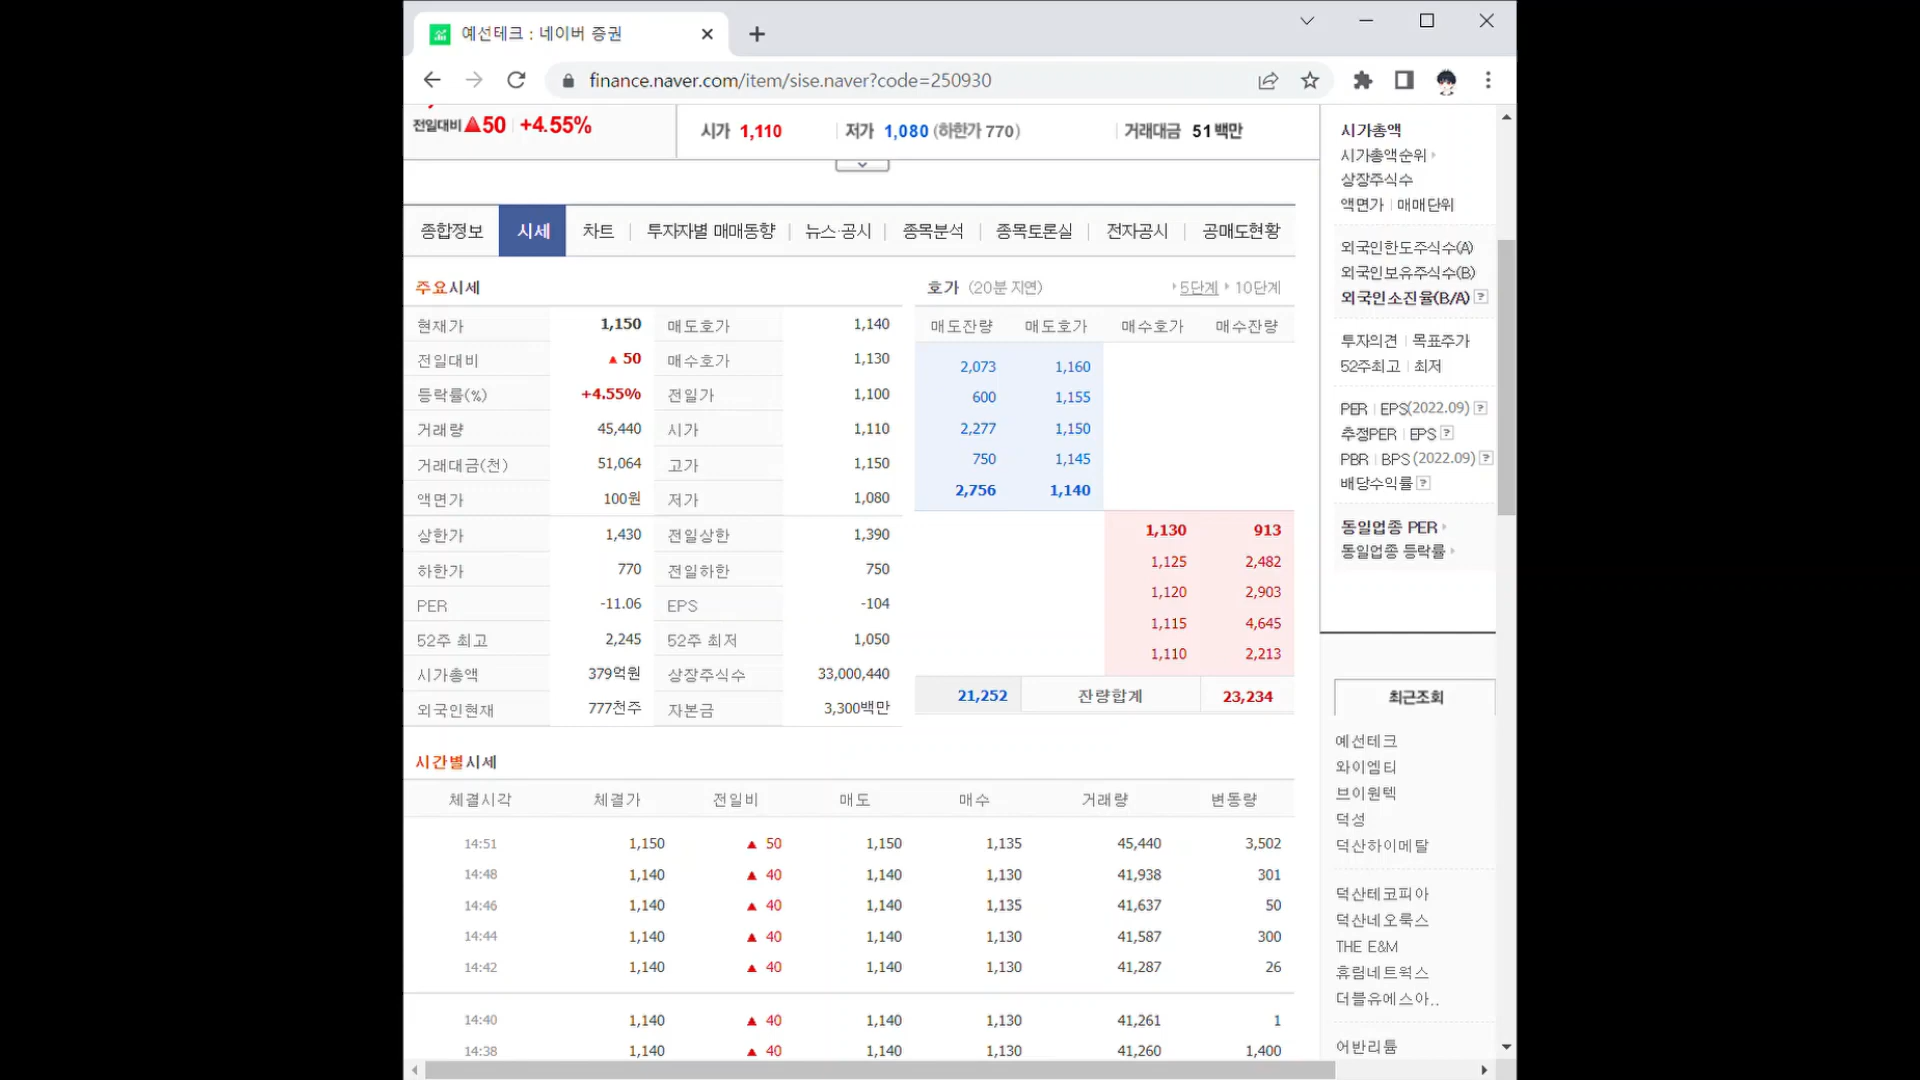 예선테크 : 네이버 증권
finance.naver.com/item/sise.naver?code=250930
전일대비 ▲50 +4.55%
시가 1,110
저가 1,080 (하한가 770)
거래대금 51백만
종합정보 시세 차트 투자자별 매매동향 뉴스·공시 종목분석 종목토론실 전자공시 공매도현황
주요시세
현재가 1,150 매도호가 1,140
전일대비 ▲ 50 매수호가 1,130
등락률(%) +4.55% 전일가 1,100
거래량 45,440 시가 1,110
거래대금(천) 51,064 고가 1,150
액면가 100원 저가 1,080
상한가 1,430 전일상한 1,390
하한가 770 전일하한 750
PER -11.06 EPS -104
52주 최고 2,245 52주 최저 1,050
시가총액 379억원 상장주식수 33,000,440
외국인현재 777천주 자본금 3,300백만
호가 (20분 지연) 5단계 10단계
매도잔량 매도호가 매수호가 매수잔량
2,073 1,160
600 1,155
2,277 1,150
750 1,145
2,756 1,140
1,130 913
1,125 2,482
1,120 2,903
1,115 4,645
1,110 2,213
21,252 잔량합계 23,234
시간별시세
체결시각 체결가 전일비 매도 매수 거래량 변동량
14:51 1,150 ▲ 50 1,150 1,135 45,440 3,502
14:48 1,140 ▲ 40 1,140 1,130 41,938 301
14:46 1,140 ▲ 40 1,140 1,135 41,637 50
14:44 1,140 ▲ 40 1,140 1,130 41,587 300
14:42 1,140 ▲ 40 1,140 1,130 41,287 26
14:40 1,140 ▲ 40 1,140 1,130 41,261 1
14:38 1,140 ▲ 40 1,140 1,130 41,260 1,400
시가총액
시가총액순위
상장주식수
액면가 | 매매단위
외국인한도주식수(A)
외국인보유주식수(B)
외국인소진율(B/A) ?
투자의견 | 목표주가
52주최고 | 최저
PER | EPS(2022.09) ?
추정PER | EPS ?
PBR | BPS (2022.09) ?
배당수익률 ?
동일업종 PER
동일업종 등락률
최근조회
예선테크
와이엠티
브이원텍
덕성
덕산하이메탈
덕산테코피아
덕산네오룩스
THE E&M
휴림네트웍스
더블유에스아..
어반리튬